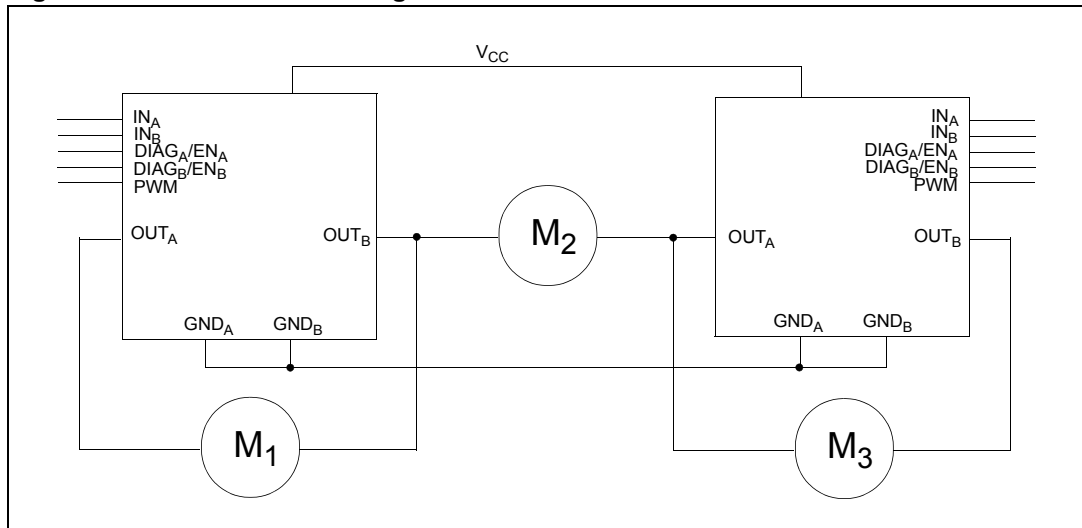 V_CC
IN_A
IN_B
DIAG_A/EN_A
DIAG_B/EN_B
PWM
OUT_A
OUT_B
GND_A
GND_B
M_1
M_2
IN_A
IN_B
DIAG_A/EN_A
DIAG_B/EN_B
PWM
OUT_A
OUT_B
GND_A
GND_B
M_3